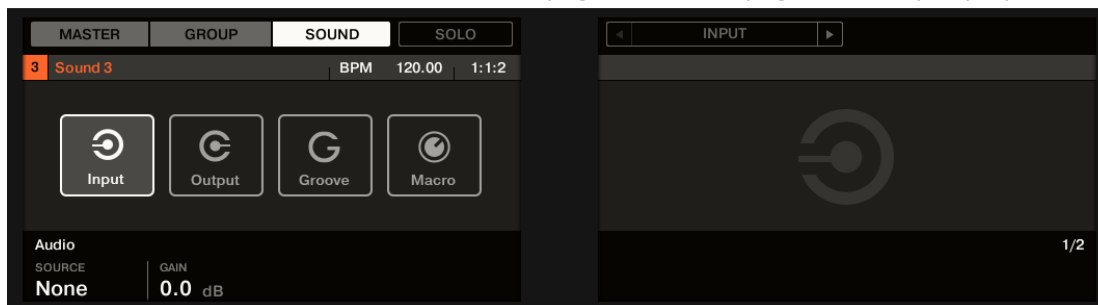 MASTER GROUP SOUND SOLO
INPUT
3 Sound 3 BPM 120.00 1:1:2
Input Output Groove Macro
Audio
1/2
SOURCE GAIN
None 0.0 dB